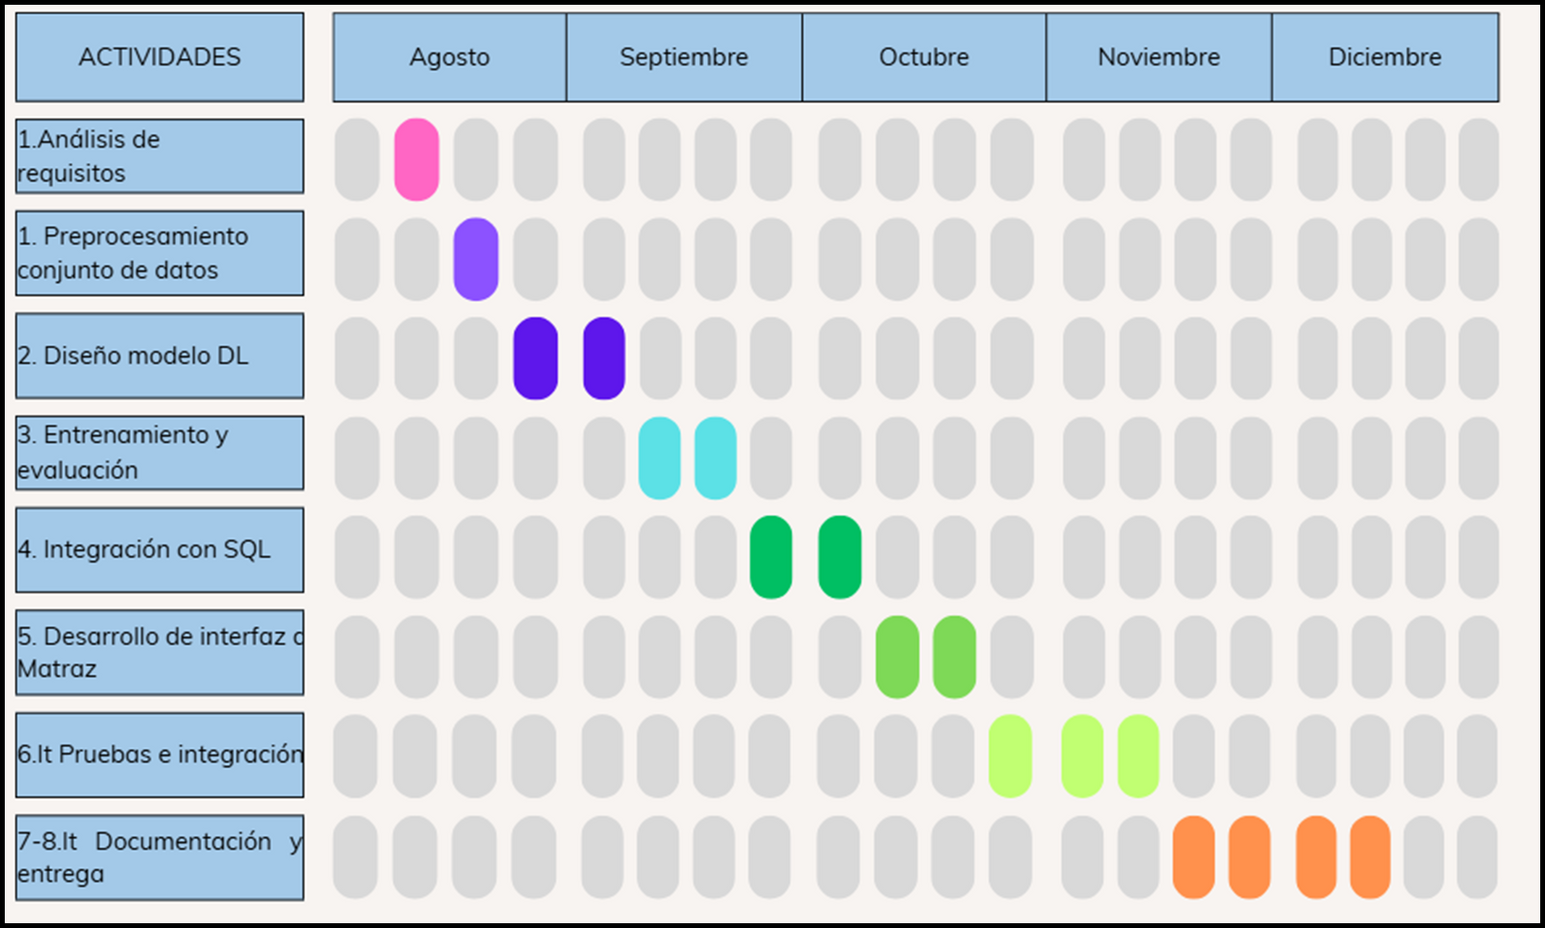 ACTIVIDADES
Agosto
Septiembre
Octubre
Noviembre
Diciembre
1.Análisis de
requisitos
1. Preprocesamiento
conjunto de datos
2. Diseño modelo DL
3. Entrenamiento y
evaluación
4. Integración con SQL
5. Desarrollo de interfaz
Matraz
6.It Pruebas e integración
7-8.It Documentación y
entrega